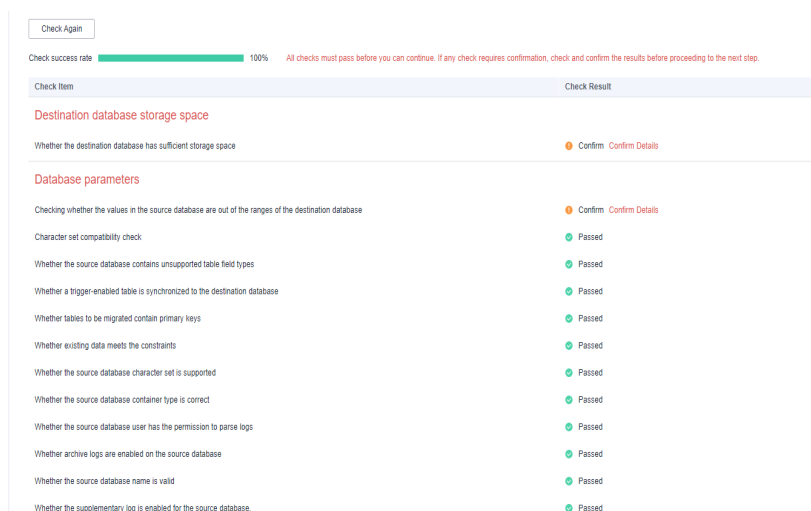 Check Again
Check success rate 100% All checks must pass before you can continue. If any check requires confirmation, check and confirm the results before proceeding to the next step.
Check Item Check Result
Destination database storage space
Whether the destination database has sufficient storage space Confirm Confirm Details
Database parameters
Checking whether the values in the source database are out of the ranges of the destination database Confirm Confirm Details
Character set compatibility check Passed
Whether the source database contains unsupported table field types Passed
Whether a trigger-enabled table is synchronized to the destination database Passed
Whether tables to be migrated contain primary keys Passed
Whether existing data meets the constraints Passed
Whether the source database character set is supported Passed
Whether the source database container type is correct Passed
Whether the source database user has the permission to parse logs Passed
Whether archive logs are enabled on the source database Passed
Whether the source database name is valid Passed
Whether the supplementary log is enabled for the source database. Passed